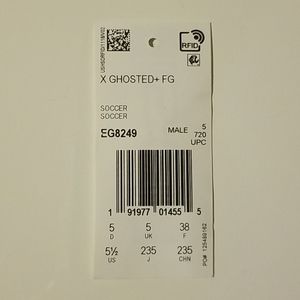 RFID
X GHOSTED+ FG
SOCCER
SOCCER
EG8249
MALE
5
720
UPC
1 91977 01455 5
5 5 38
D UK F
5½ 235 235
US J CHN